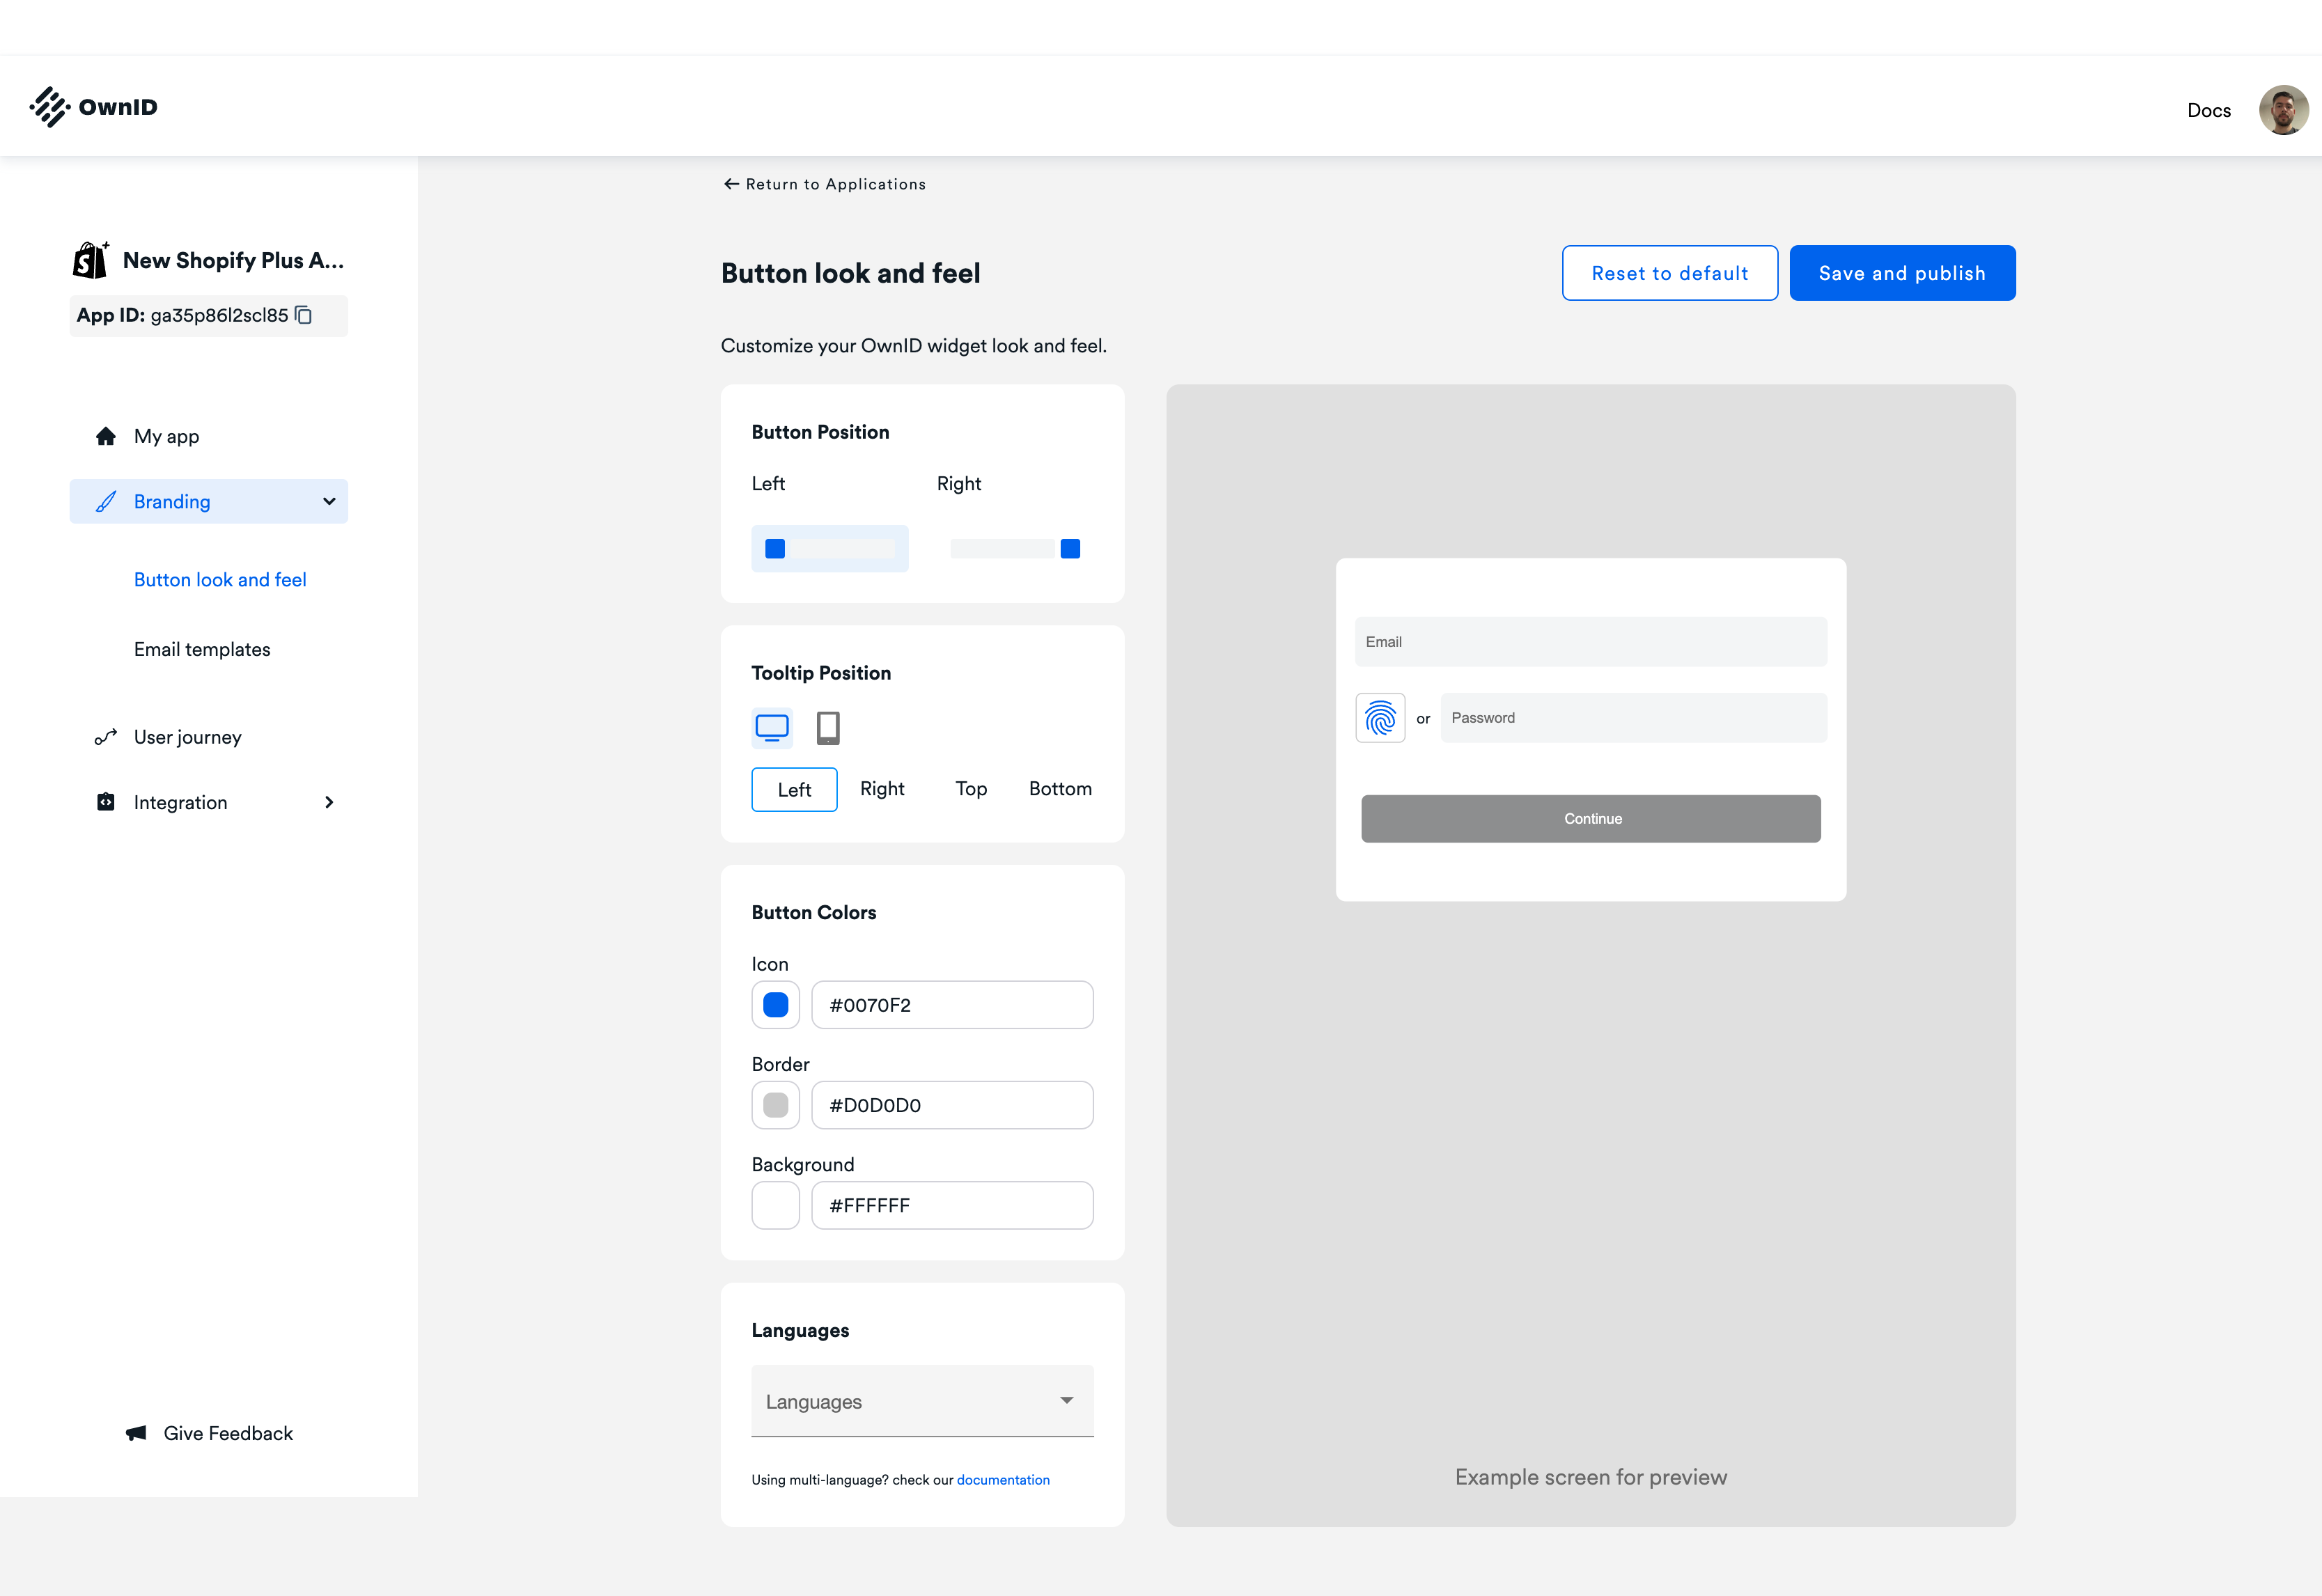 OwnID
Docs
Return to Applications
New Shopify Plus A...
App ID: ga35p86l2scl85
Button look and feel
Reset to default
Save and publish
Customize your OwnID widget look and feel.
My app
Branding
Button look and feel
Email templates
User journey
Integration
Give Feedback
Button Position
Left Right
Tooltip Position
Left Right Top Bottom
Button Colors
Icon
#0070F2
Border
#D0D0D0
Background
#FFFFFF
Languages
Languages
Using multi-language? check our documentation
Email
or Password
Continue
Example screen for preview